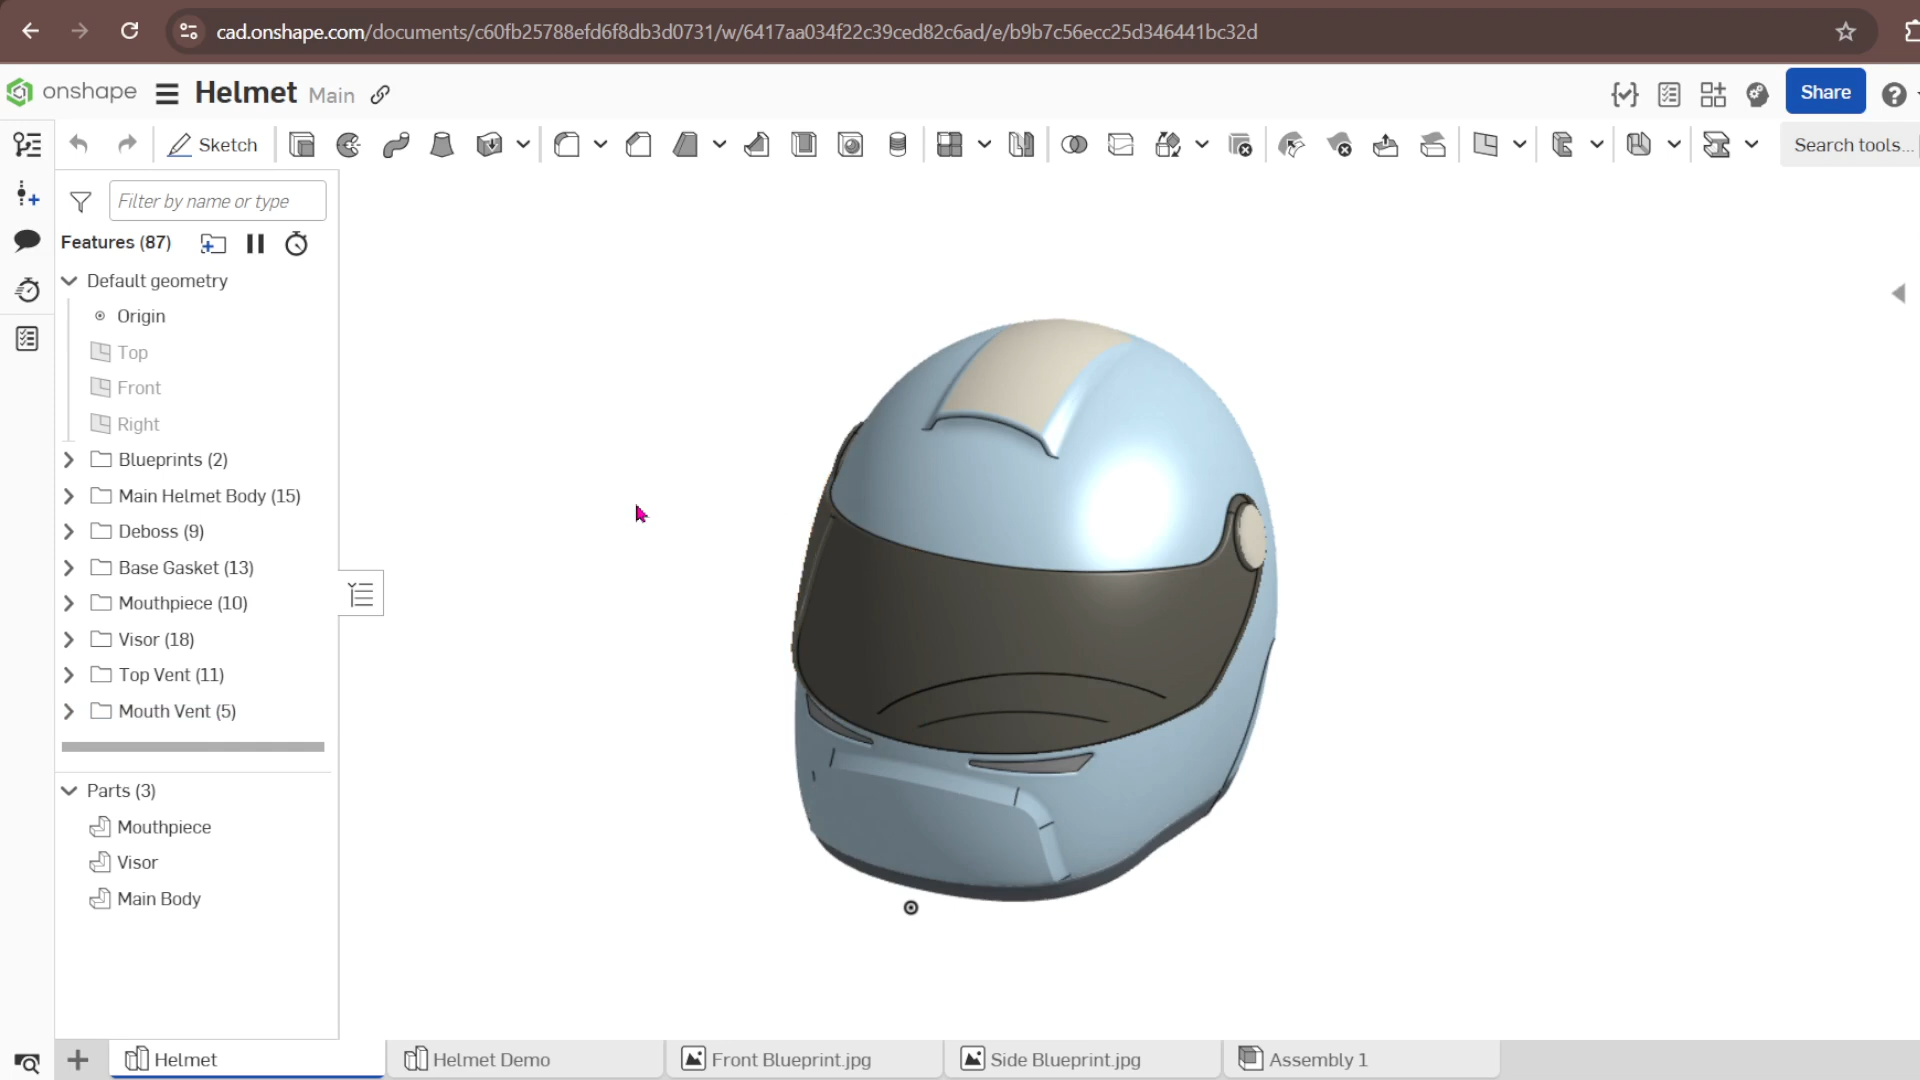 cad.onshape.com/documents/c60fb25788efd6f8db3d0731/w/6417aa034f22c39ced82c6ad/e/b9b7c56ecc25d346441bc32d
onshape Helmet Main Share
Sketch Search tools...
Filter by name or type
Features (87)
Default geometry
Origin
Top
Front
Right
Blueprints (2)
Main Helmet Body (15)
Deboss (9)
Base Gasket (13)
Mouthpiece (10)
Visor (18)
Top Vent (11)
Mouth Vent (5)
Parts (3)
Mouthpiece
Visor
Main Body
Helmet Helmet Demo Front Blueprint.jpg Side Blueprint.jpg Assembly 1